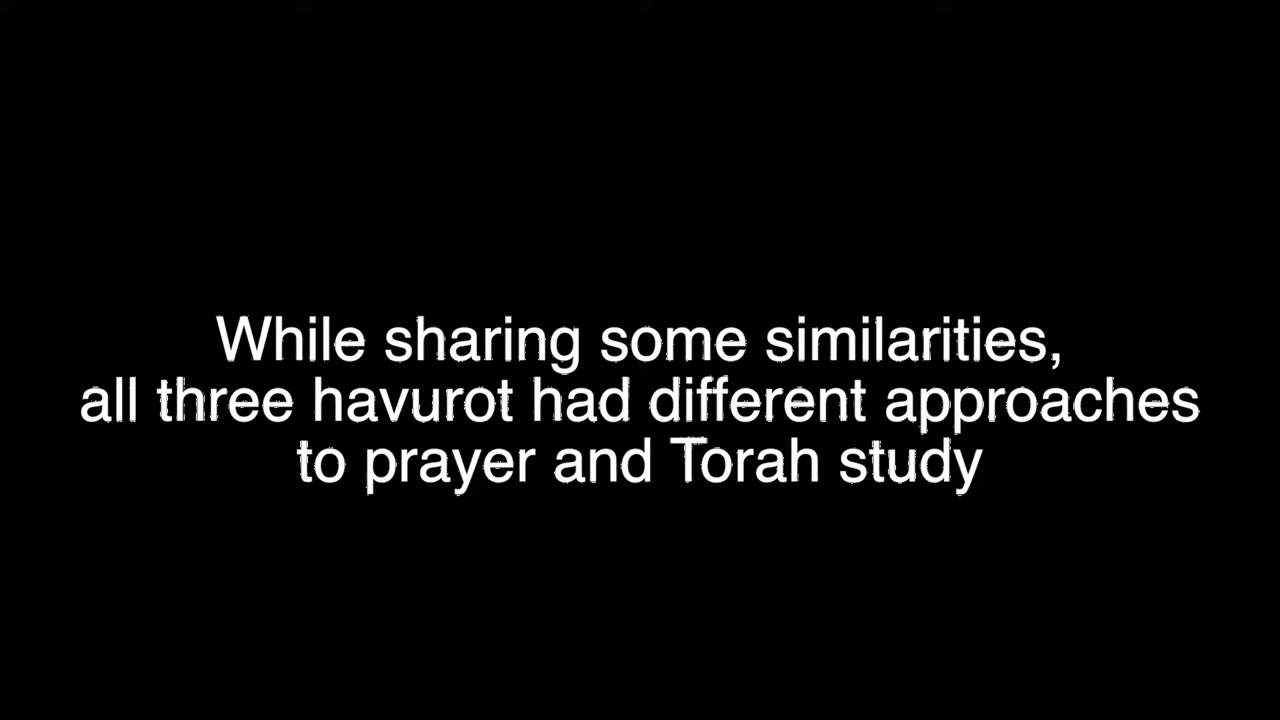 While sharing some similarities,
all three havurot had different approaches
to prayer and Torah study